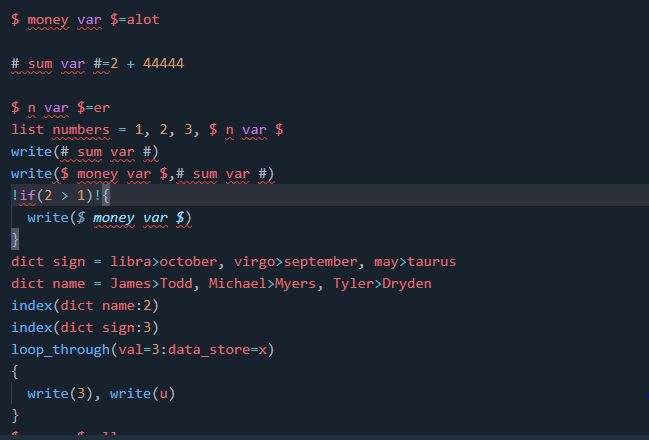 $ money var $=alot
# sum var #=2 + 44444
$ n var $=er
list numbers = 1, 2, 3, $ n var $
write(# sum var #)
write($ money var $,# sum var #)
!if(2 > 1)!{
write($ money var $)
}
dict sign = libra>october, virgo>september, may>taurus
dict name = James>Todd, Michael>Myers, Tyler>Dryden
index(dict name:2)
index(dict sign:3)
loop_through(val=3:data_store=x)
{
write(3), write(u)
}